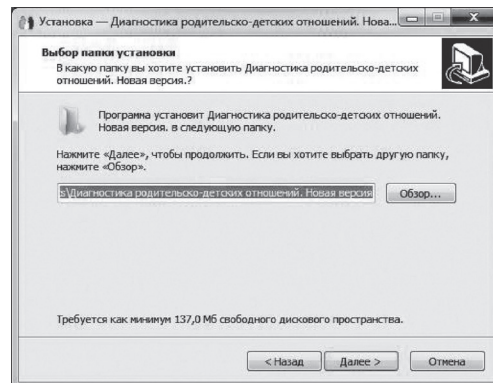 Установка — Диагностика родительско-детских отношений. Нова...
Выбор папки установки
В какую папку вы хотите установить Диагностика родительско-детских
отношений. Новая версия.?
Программа установит Диагностика родительско-детских отношений.
Новая версия. в следующую папку.
Нажмите «Далее», чтобы продолжить. Если вы хотите выбрать другую папку,
нажмите «Обзор».
s\Диагностика родительско-детских отношений. Новая версия
Обзор...
Требуется как минимум 137,0 Мб свободного дискового пространства.
< Назад Далее > Отмена